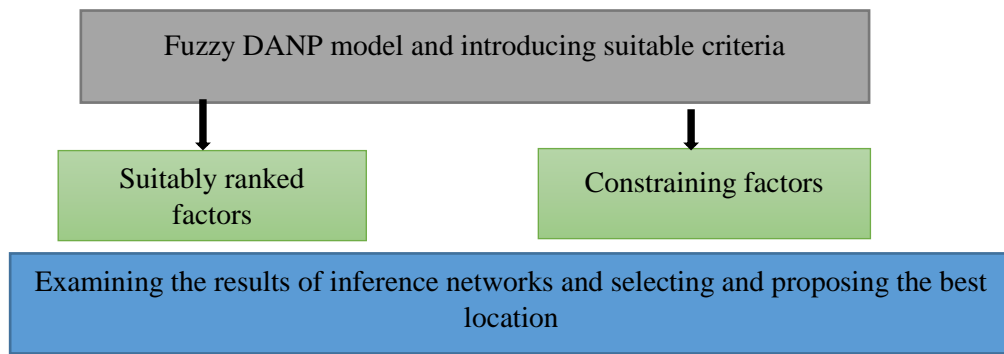 Fuzzy DANP model and introducing suitable criteria
Suitably ranked
factors
Constraining factors
Examining the results of inference networks and selecting and proposing the best
location